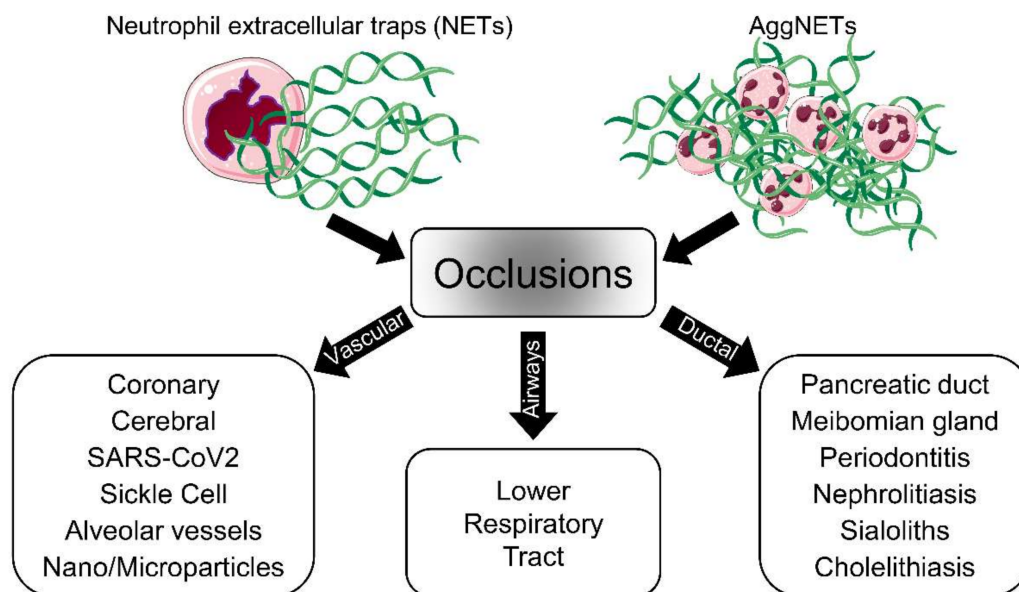 Neutrophil extracellular traps (NETs)
AggNETs
Occlusions
Vascular
Airways
Ductal
Coronary
Cerebral
SARS-CoV2
Sickle Cell
Alveolar vessels
Nano/Microparticles
Lower
Respiratory
Tract
Pancreatic duct
Meibomian gland
Periodontitis
Nephrolitiasis
Sialoliths
Cholelithiasis